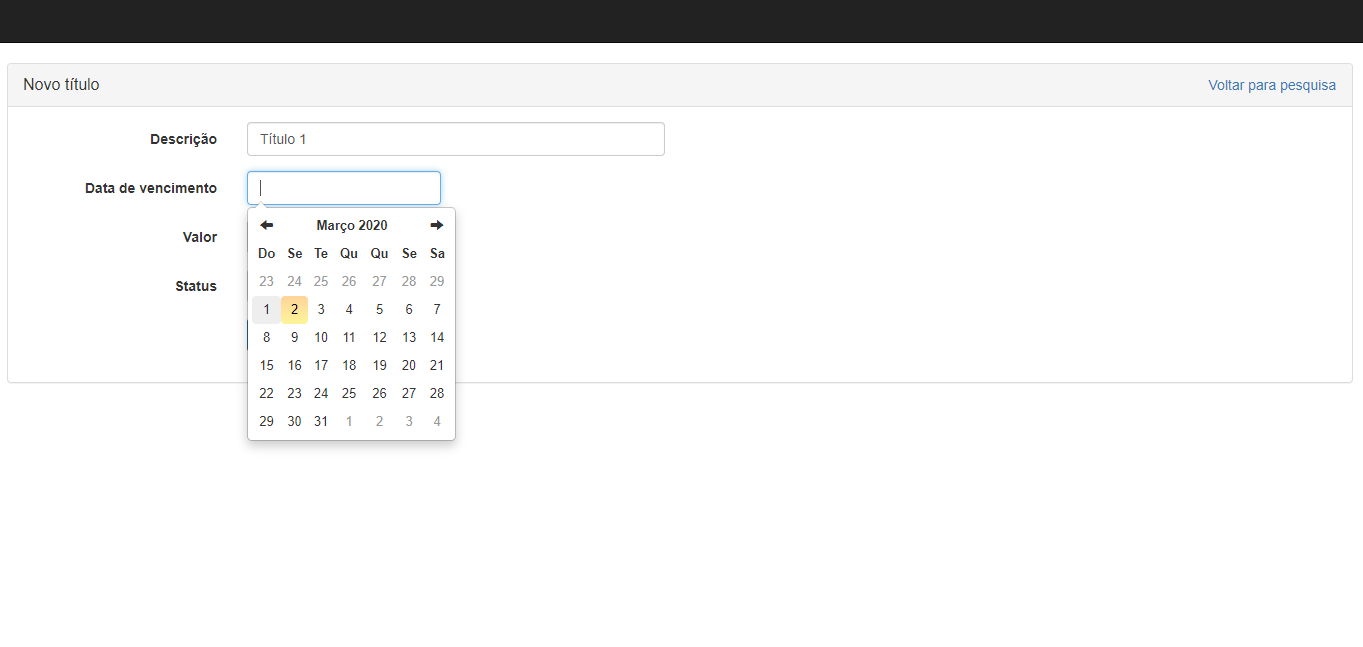 Novo título Voltar para pesquisa
Descrição Título 1
Data de vencimento
Valor
Status
Março 2020
Do Se Te Qu Qu Se Sa
23 24 25 26 27 28 29
1 2 3 4 5 6 7
8 9 10 11 12 13 14
15 16 17 18 19 20 21
22 23 24 25 26 27 28
29 30 31 1 2 3 4